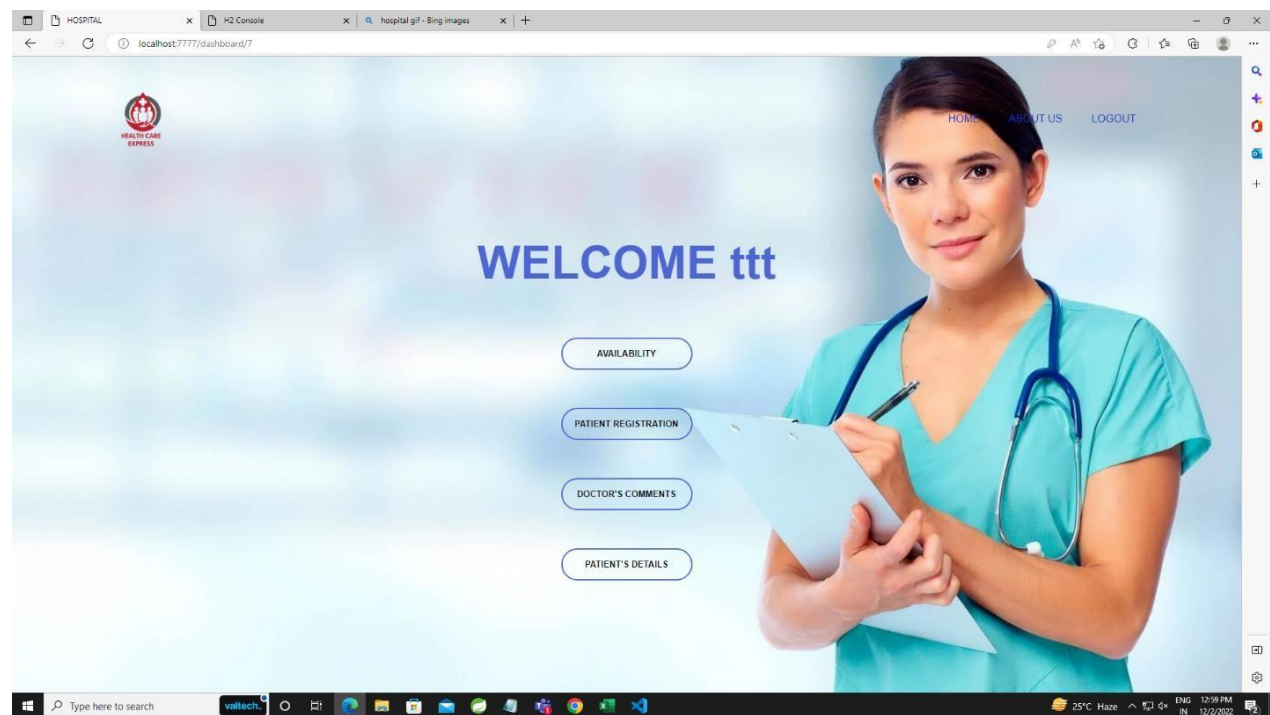 HOSPITAL
H2 Console
hospital gif - Bing images
localhost:7777/dashboard/7
HEALTH CARE
EXPRESS
HOME ABOUT US LOGOUT
WELCOME ttt
AVAILABILITY
PATIENT REGISTRATION
DOCTOR'S COMMENTS
PATIENT'S DETAILS
Type here to search
valtech.
25°C Haze
ENG
IN
12:59 PM
12/2/2022